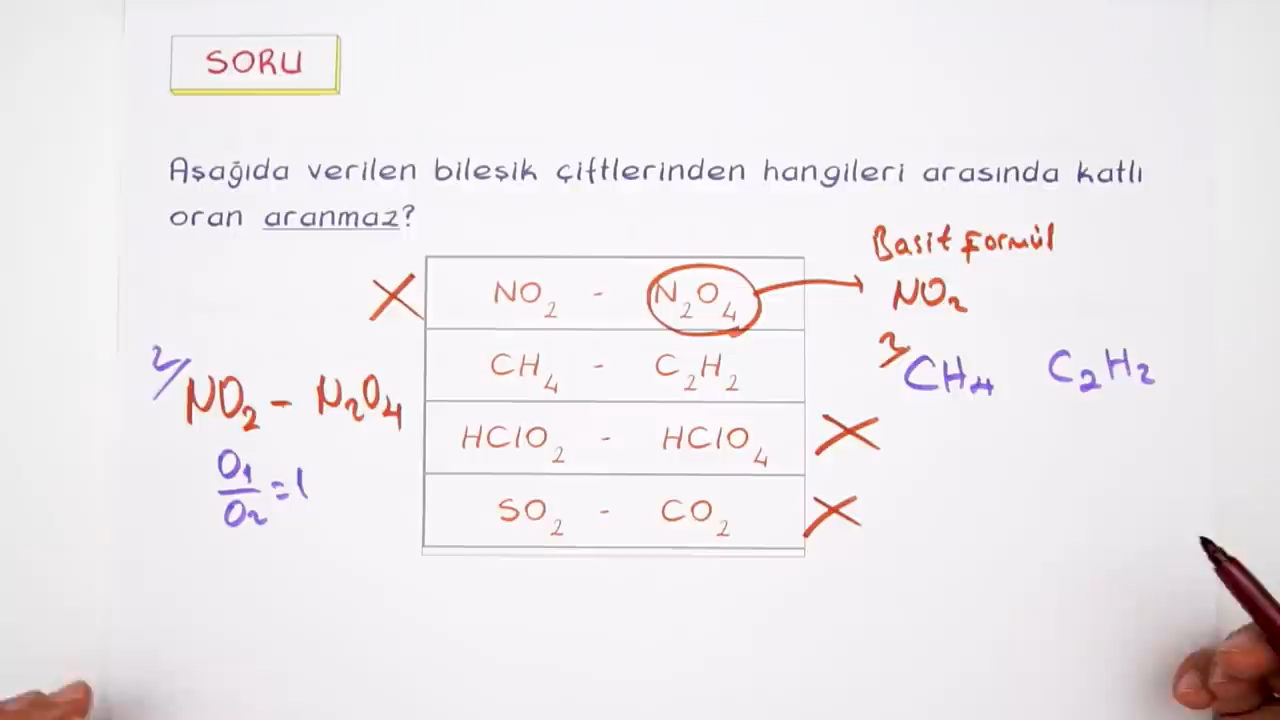 SORU
Aşağıda verilen bileşik çiftlerinden hangileri arasında katlı
oran aranmaz?
Basit formül
NO₂
X NO₂ - N₂O₄
CH₄ - C₂H₂
HClO₂ - HClO₄ X
SO₂ - CO₂ X
2/ NO₂ - N₂O₄
O₁
O₂ = 1
CH₄ C₂H₂